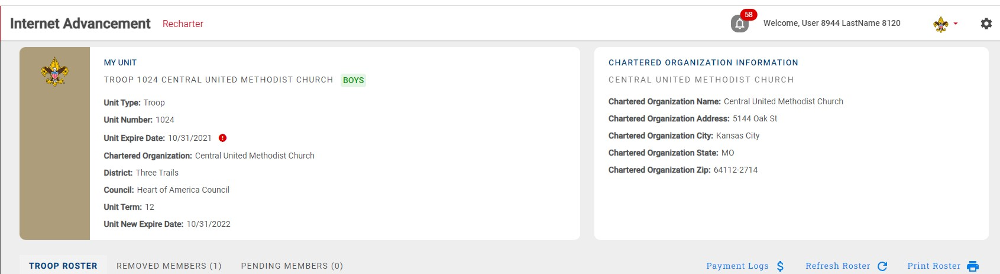 Internet Advancement Recharter
58
Welcome, User 8944 LastName 8120
MY UNIT
TROOP 1024 CENTRAL UNITED METHODIST CHURCH BOYS
Unit Type: Troop
Unit Number: 1024
Unit Expire Date: 10/31/2021
Chartered Organization: Central United Methodist Church
District: Three Trails
Council: Heart of America Council
Unit Term: 12
Unit New Expire Date: 10/31/2022
CHARTERED ORGANIZATION INFORMATION
CENTRAL UNITED METHODIST CHURCH
Chartered Organization Name: Central United Methodist Church
Chartered Organization Address: 5144 Oak St
Chartered Organization City: Kansas City
Chartered Organization State: MO
Chartered Organization Zip: 64112-2714
TROOP ROSTER REMOVED MEMBERS (1) PENDING MEMBERS (0)
Payment Logs $ Refresh Roster Print Roster